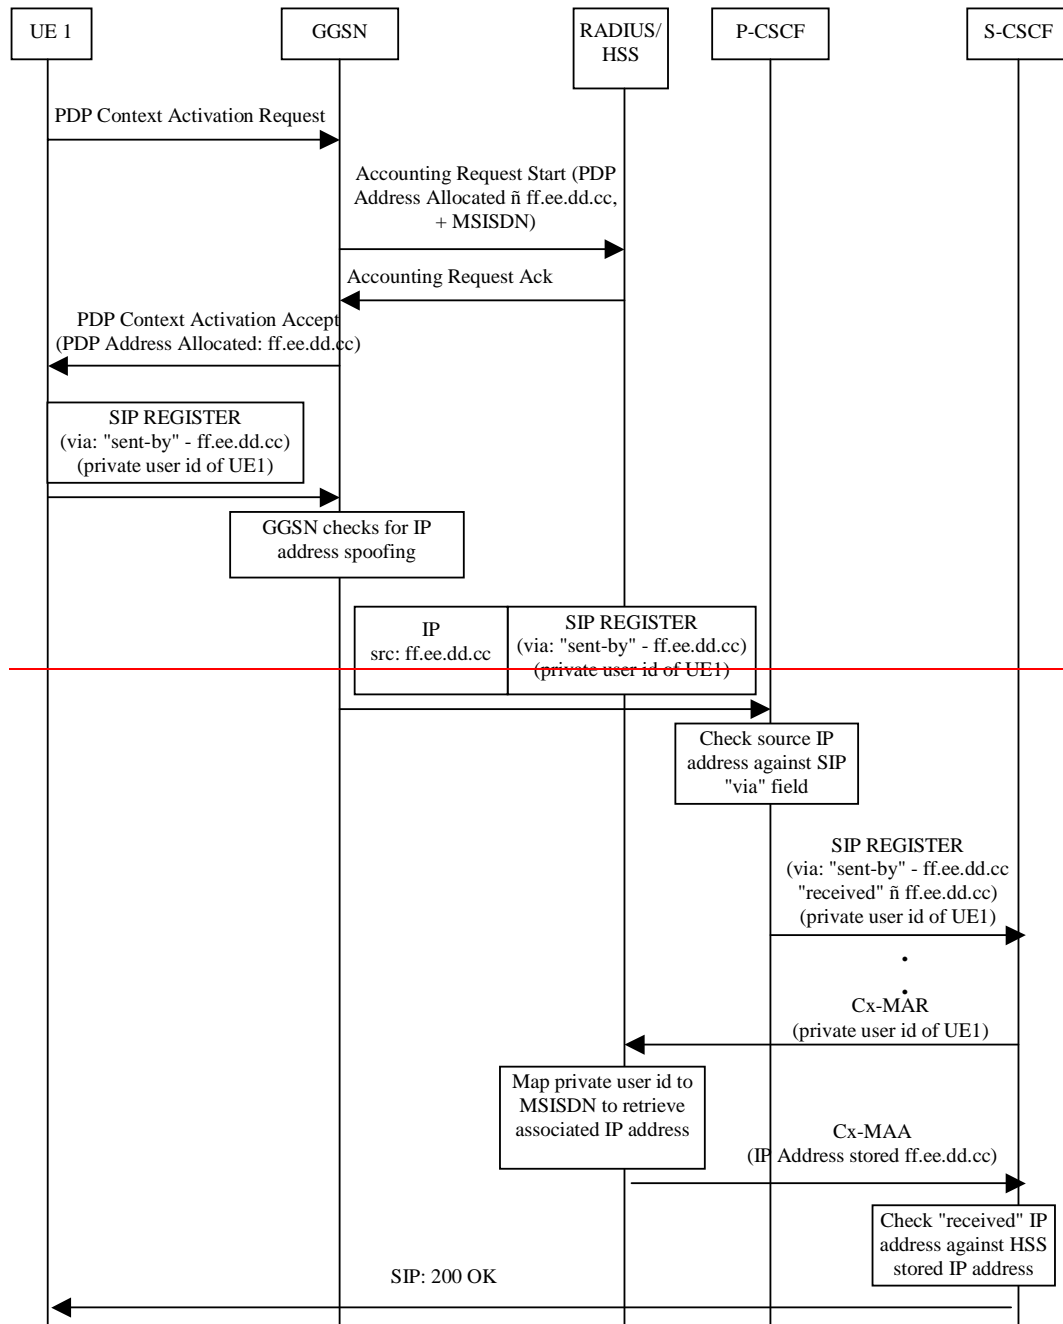 UE 1
GGSN
RADIUS/
HSS
P-CSCF
S-CSCF
PDP Context Activation Request
Accounting Request Start (PDP
Address Allocated ñ ff.ee.dd.cc,
+ MSISDN)
Accounting Request Ack
PDP Context Activation Accept
(PDP Address Allocated: ff.ee.dd.cc)
SIP REGISTER
(via: "sent-by" - ff.ee.dd.cc)
(private user id of UE1)
GGSN checks for IP
address spoofing
IP
src: ff.ee.dd.cc
SIP REGISTER
(via: "sent-by" - ff.ee.dd.cc)
(private user id of UE1)
Check source IP
address against SIP
"via" field
SIP REGISTER
(via: "sent-by" - ff.ee.dd.cc
"received" ñ ff.ee.dd.cc)
(private user id of UE1)
.
.
Cx-MAR
(private user id of UE1)
Map private user id to
MSISDN to retrieve
associated IP address
Cx-MAA
(IP Address stored ff.ee.dd.cc)
Check "received" IP
address against HSS
stored IP address
SIP: 200 OK